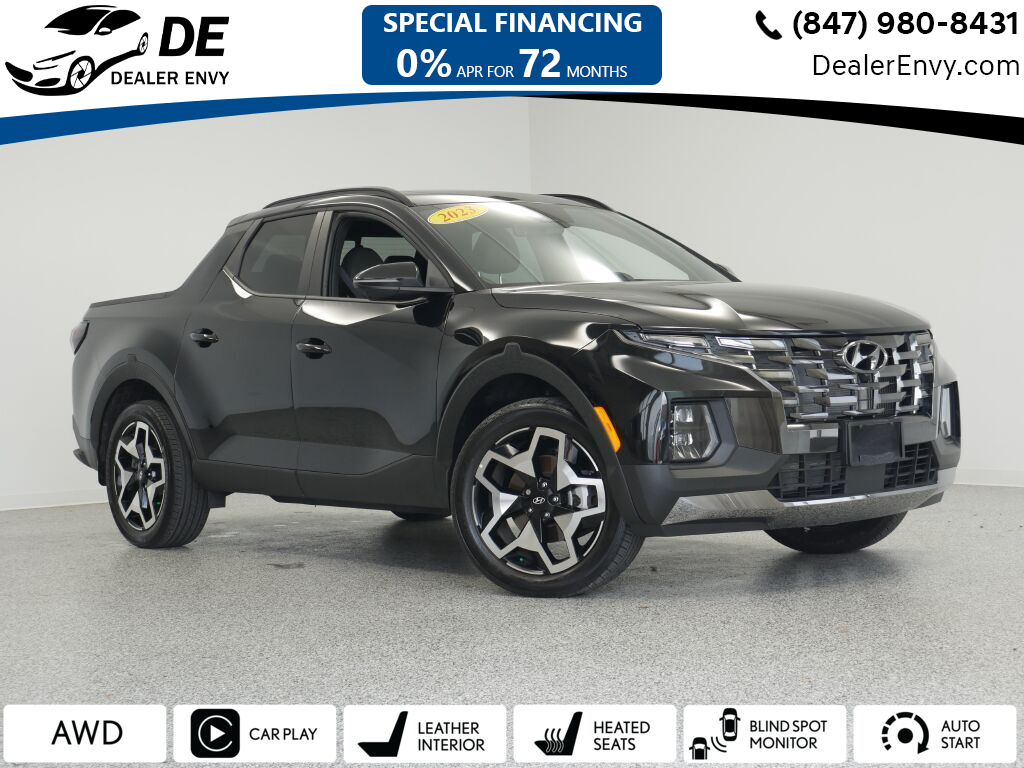 DE
DEALER ENVY
SPECIAL FINANCING
0% APR FOR 72 MONTHS
(847) 980-8431
DealerEnvy.com
2023
AWD
CAR PLAY
LEATHER
INTERIOR
HEATED
SEATS
BLIND SPOT
MONITOR
AUTO
START